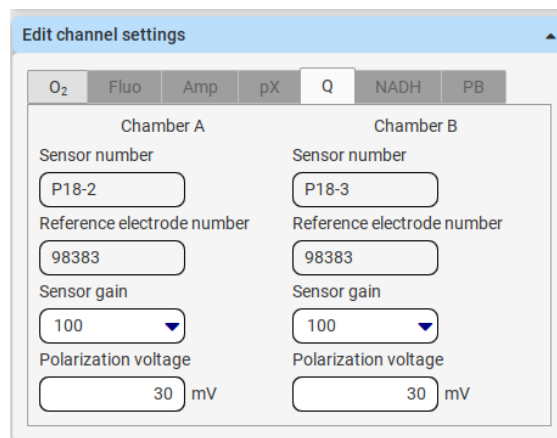 Edit channel settings
O₂ Fluo Amp pX Q NADH PB
Chamber A Chamber B
Sensor number Sensor number
P18-2 P18-3
Reference electrode number Reference electrode number
98383 98383
Sensor gain Sensor gain
100 100
Polarization voltage Polarization voltage
30 mV 30 mV